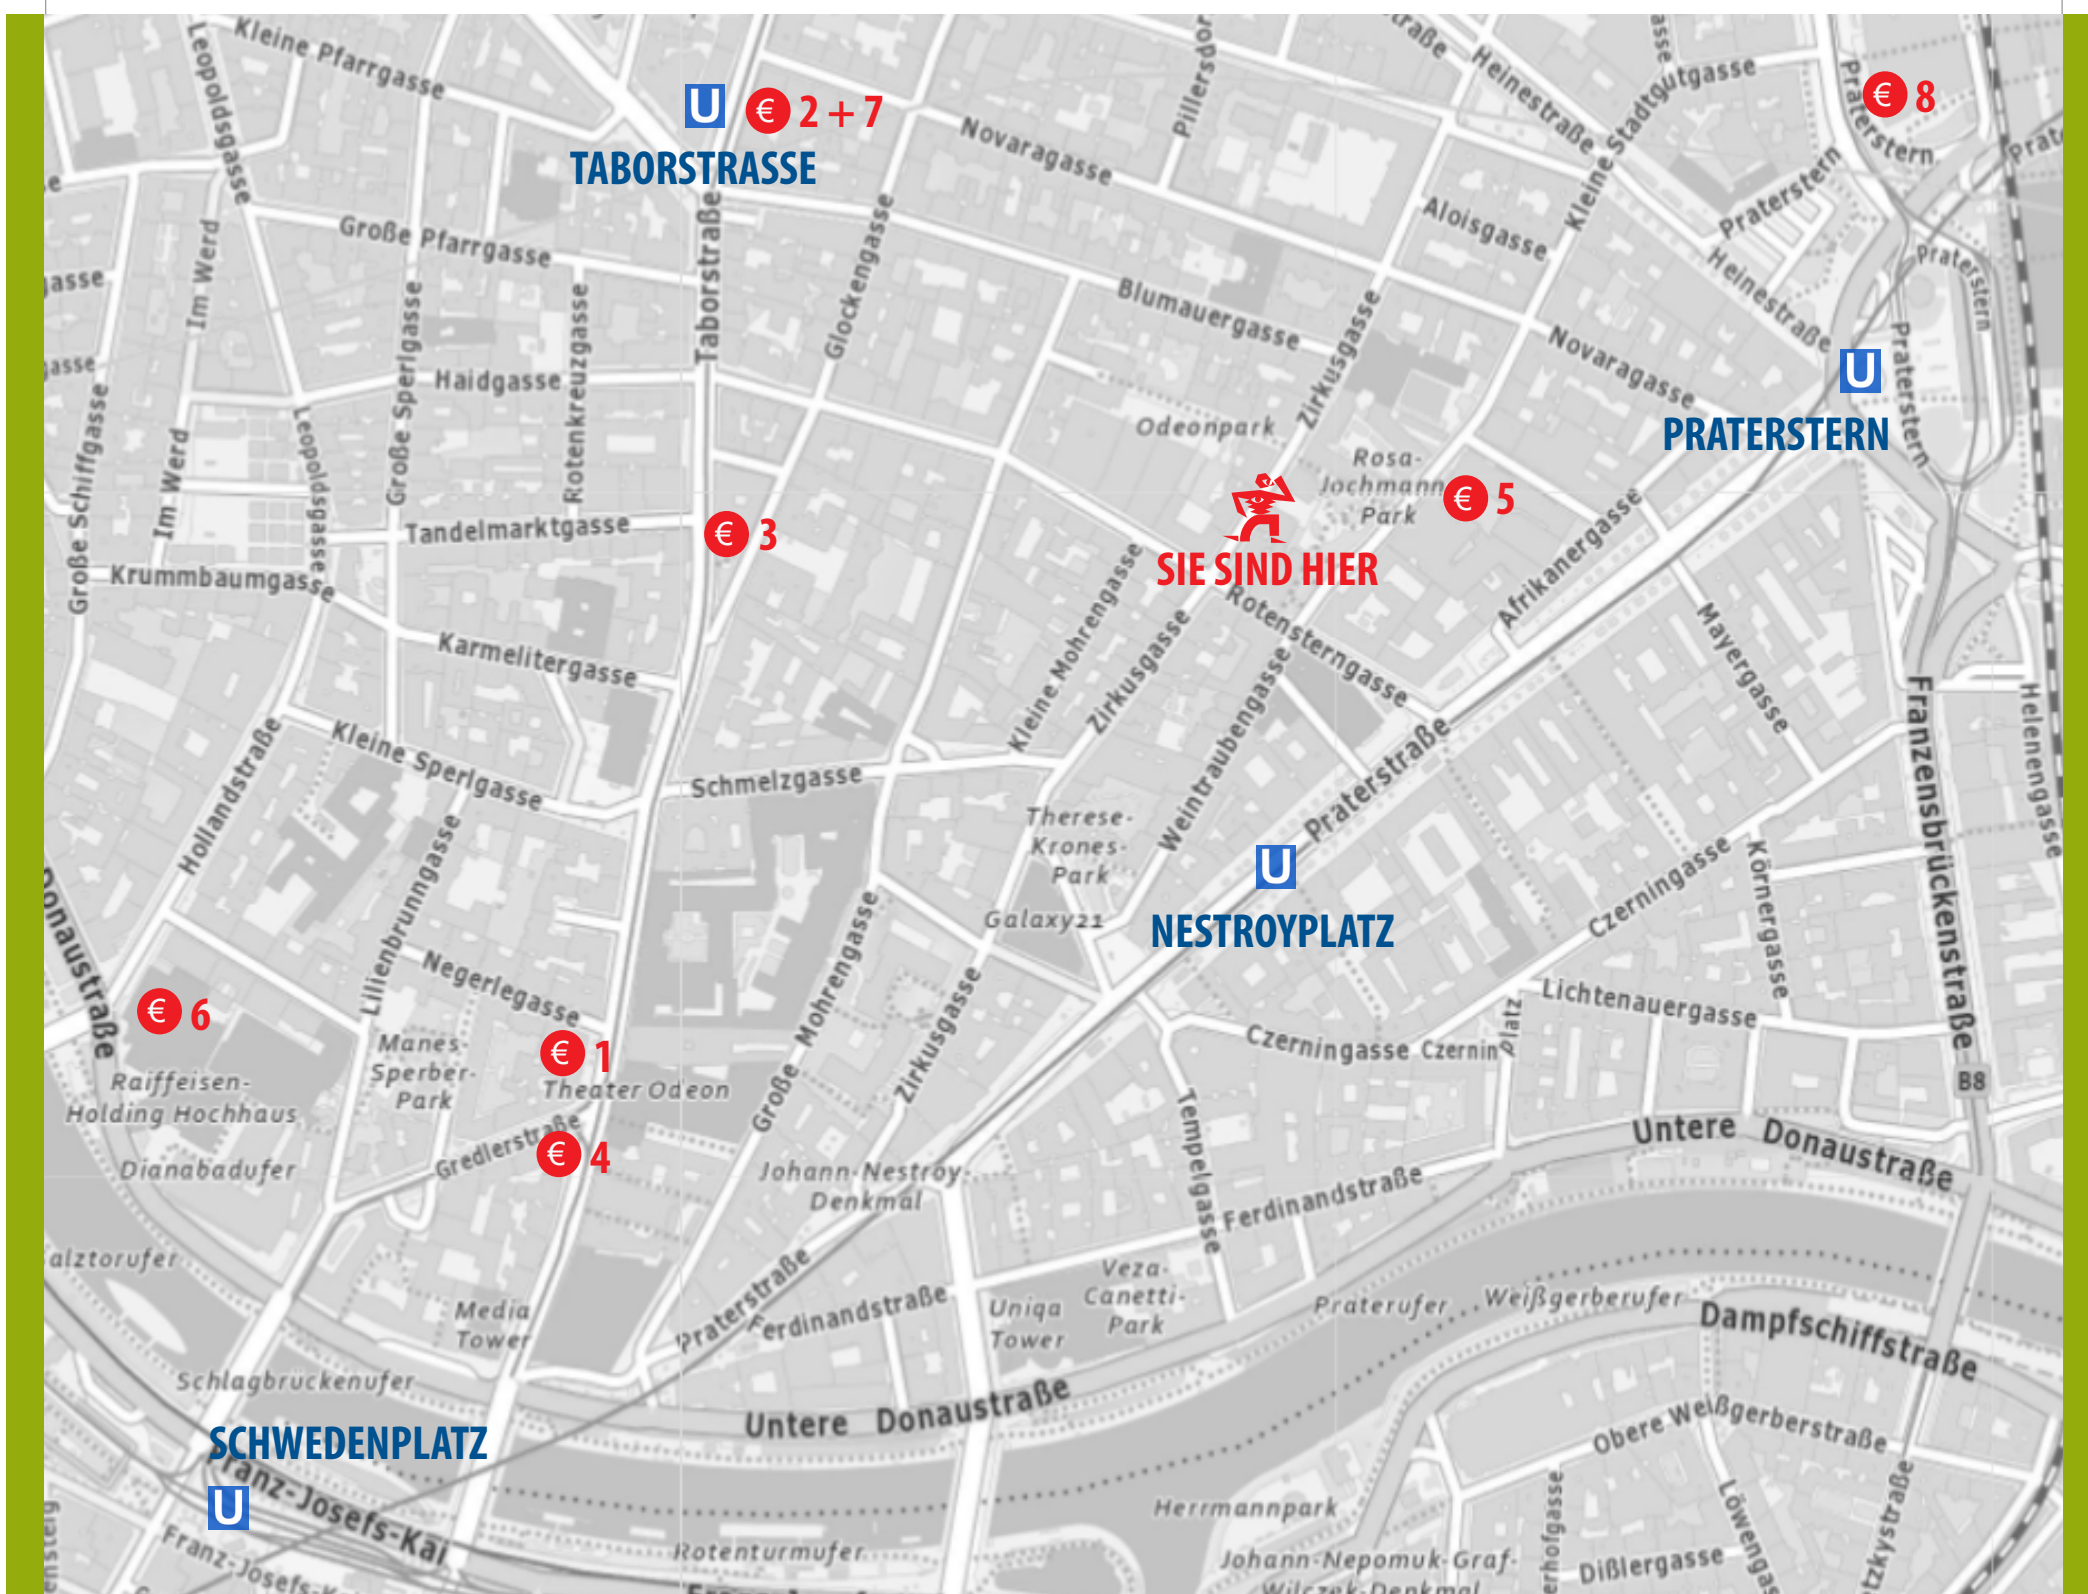 Kleine Pfarrgasse
Leopoldsgasse
U
€ 2 + 7
TABORSTRASSE
Novaragasse
Heinestraße
Kleine Stadtgutgasse
Praterstern
€ 8
Praterstern
Praterstern
Aloisgasse
Große Pfarrgasse
Im Werd
Taborstraße
Glockengasse
Blumauergasse
Zirkusgasse
Heinestraße
Novaragasse
Praterstern
U
PRATERSTERN
Haidgasse
Große Sperlgasse
Rotenkreuzgasse
Große Schiffgasse
Im Werd
Leopoldsgasse
Odeonpark
Rosa-
Jochmann
Park
€ 5
Tandelmarktgasse
€ 3
SIE SIND HIER
Krummbaumgasse
Karmelitergasse
Kleine Mohrengasse
Zirkusgasse
Rotensterngasse
Afrikanergasse
Mayergasse
Weintraubengasse
Praterstraße
Franzensbrückenstraße
Helenengasse
Kleine Sperlgasse
Hollandstraße
Schmelzgasse
Therese-
Krones-
Park
Galaxy21
U
NESTROYPLATZ
Czerningasse
Körnergasse
Lilienbrunngasse
Negerlegasse
Große Mohrengasse
Zirkusgasse
Lichtenauergasse
Czerningasse
Czernin
platz
B8
€ 6
Raiffeisen-
Holding Hochhaus
Manes-
Sperber-
Park
€ 1
Theater Odeon
€ 4
Gredlerstraße
Dianabadufer
Johann-Nestroy-
Denkmal
Tempelgasse
Ferdinandstraße
Untere Donaustraße
Media
Tower
Praterstraße
Ferdinandstraße
Uniqa
Tower
Veza-
Canetti-
Park
Praterufer
Weißgerberufer
Dampfschiffstraße
Schlagbrückenufer
Untere Donaustraße
Obere Weißgerberstraße
SCHWEDENPLATZ
U
Franz-Josefs-Kai
Rotenturmufer
Herrmannpark
Johann-Nepomuk-Graf-
Wilczek-Denkmal
Dißlergasse